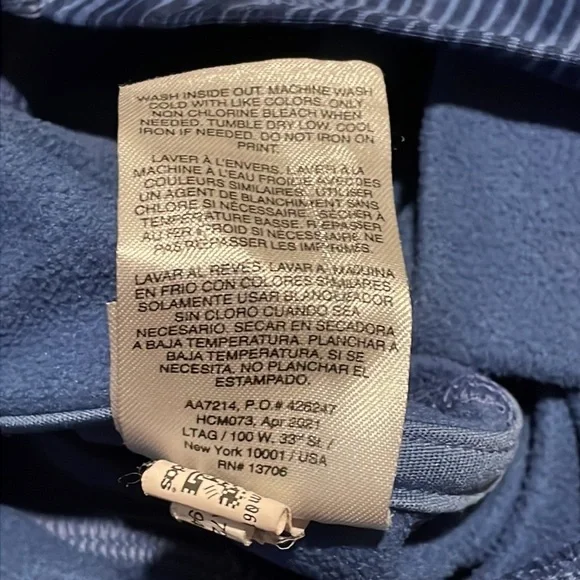 WASH INSIDE OUT. MACHINE WASH
COLD WITH LIKE COLORS. ONLY
NON CHLORINE BLEACH WHEN
NEEDED. TUMBLE DRY LOW. COOL
IRON IF NEEDED. DO NOT IRON ON
PRINT.
LAVER À L'ENVERS. LAVER À LA
MACHINE À L'EAU FROIDE AVEC DES
COULEURS SIMILAIRES. UTILISER
UN AGENT DE BLANCHIMENT SANS
CHLORE SI NÉCESSAIRE. SÉCHER À
TEMPÉRATURE BASSE. REPASSER
AU FER FROID SI NÉCESSAIRE. NE
PAS REPASSER LES IMPRIMÉS.
LAVAR AL REVÉS. LAVAR A MÁQUINA
EN FRÍO CON COLORES SIMILARES
SOLAMENTE USAR BLANQUEADOR
SIN CLORO CUANDO SEA
NECESARIO. SECAR EN SECADORA
A BAJA TEMPERATURA. PLANCHAR A
BAJA TEMPERATURA, SI SE
NECESITA. NO PLANCHAR EL
ESTAMPADO.
AA7214, P.O.# 426247
HCM073, Apr 2021
LTAG / 100 W. 33rd St. /
New York 10001 / USA
RN# 13706